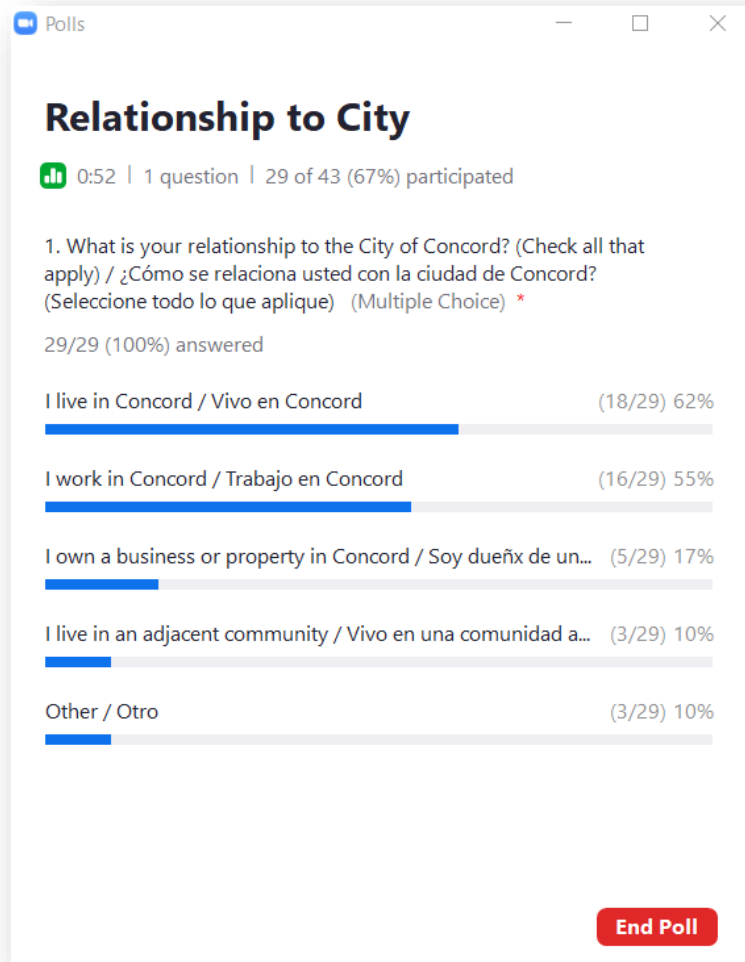 Polls
Relationship to City
0:52 | 1 question | 29 of 43 (67%) participated
1. What is your relationship to the City of Concord? (Check all that
apply) / ¿Cómo se relaciona usted con la ciudad de Concord?
(Seleccione todo lo que aplique) (Multiple Choice) *
29/29 (100%) answered
I live in Concord / Vivo en Concord (18/29) 62%
I work in Concord / Trabajo en Concord (16/29) 55%
I own a business or property in Concord / Soy dueñx de un... (5/29) 17%
I live in an adjacent community / Vivo en una comunidad a... (3/29) 10%
Other / Otro (3/29) 10%
End Poll